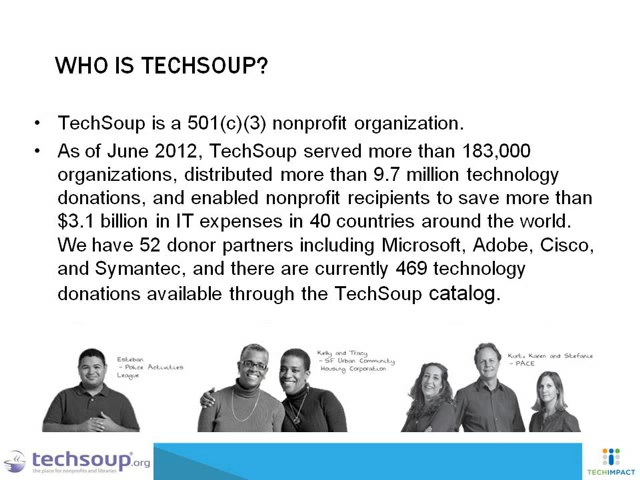 WHO IS TECHSOUP?
• TechSoup is a 501(c)(3) nonprofit organization.
• As of June 2012, TechSoup served more than 183,000
organizations, distributed more than 9.7 million technology
donations, and enabled nonprofit recipients to save more than
$3.1 billion in IT expenses in 40 countries around the world.
We have 52 donor partners including Microsoft, Adobe, Cisco,
and Symantec, and there are currently 469 technology
donations available through the TechSoup catalog.
Esteban
- Police Activities
League
Kelly and Tracy
- SF Urban Community
Housing Corporation
Kurt, Karen and Stefanie
- PACE
techsoup.org
the place for nonprofits and libraries
TECHIMPACT